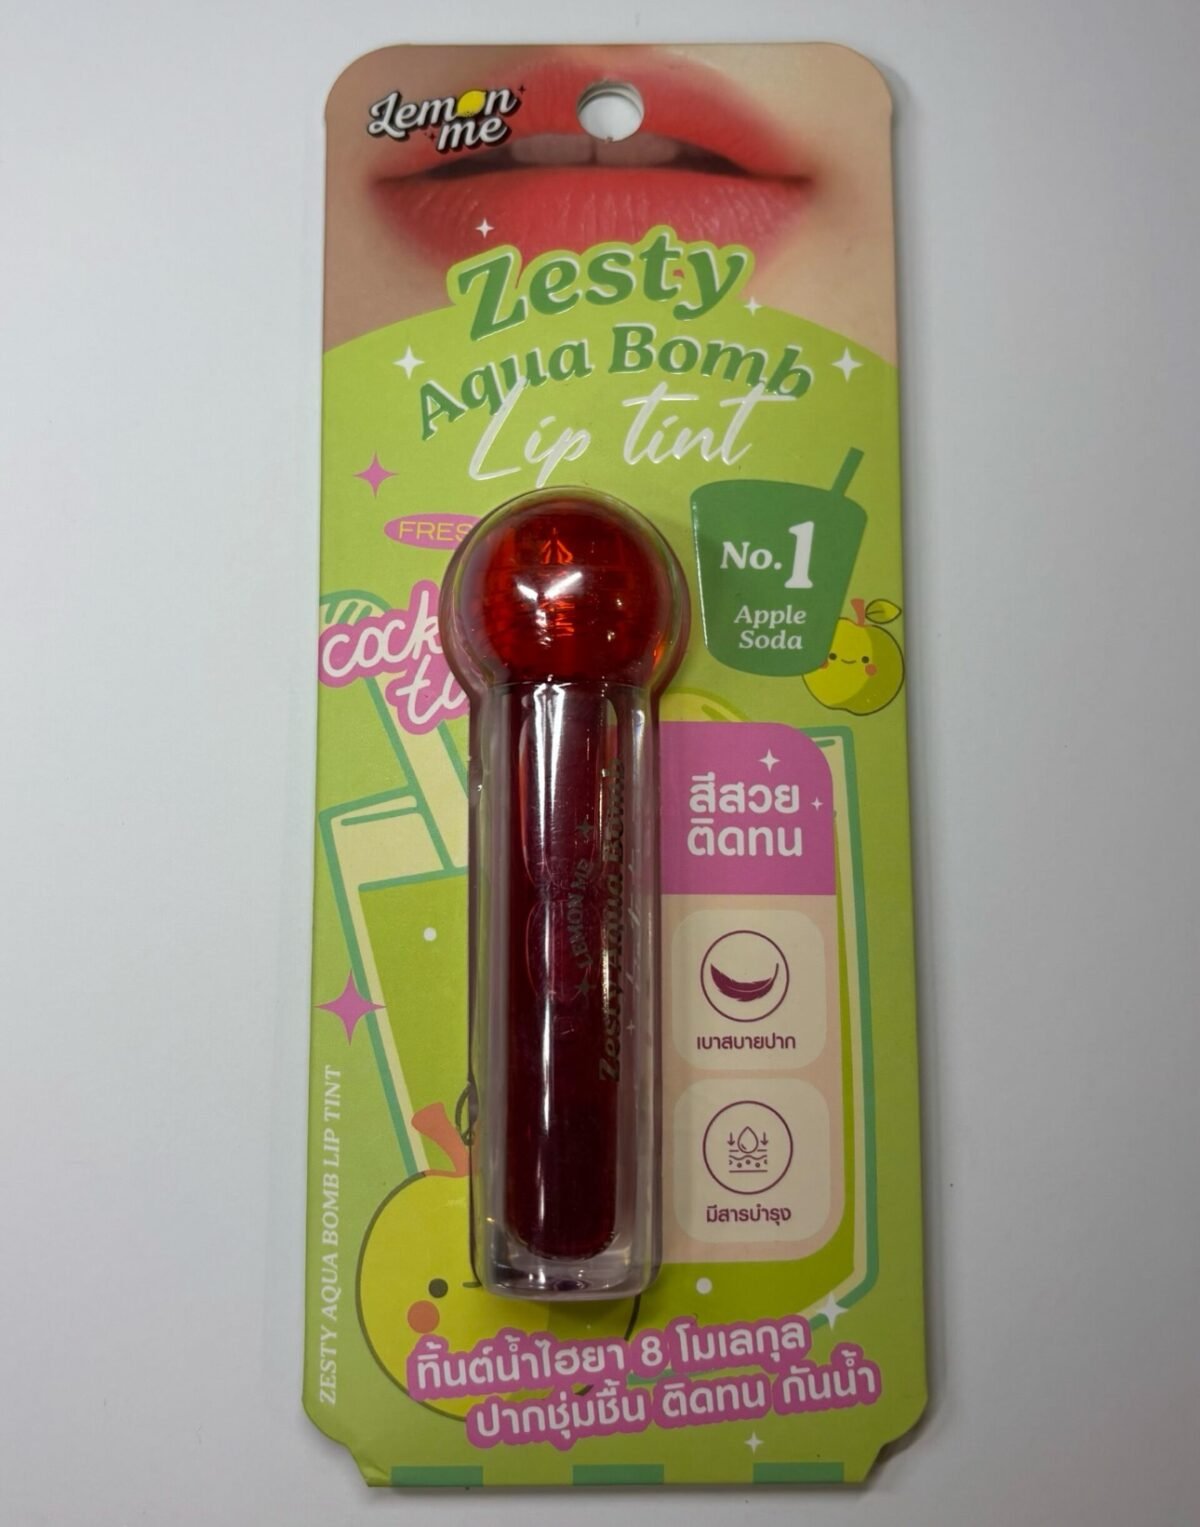 Lemon
me
Zesty
Aqua Bomb
Lip tint
No.1
Apple
Soda
สีสวย
ติดทน
เบาสบายปาก
มีสารบำรุง
LEMON ME
Zesty Aqua Bomb
ZESTY AQUA BOMB LIP TINT
ทิ้นต์น้ำไฮยา 8 โมเลกุล
ปากชุ่มชื้น ติดทน กันน้ำ